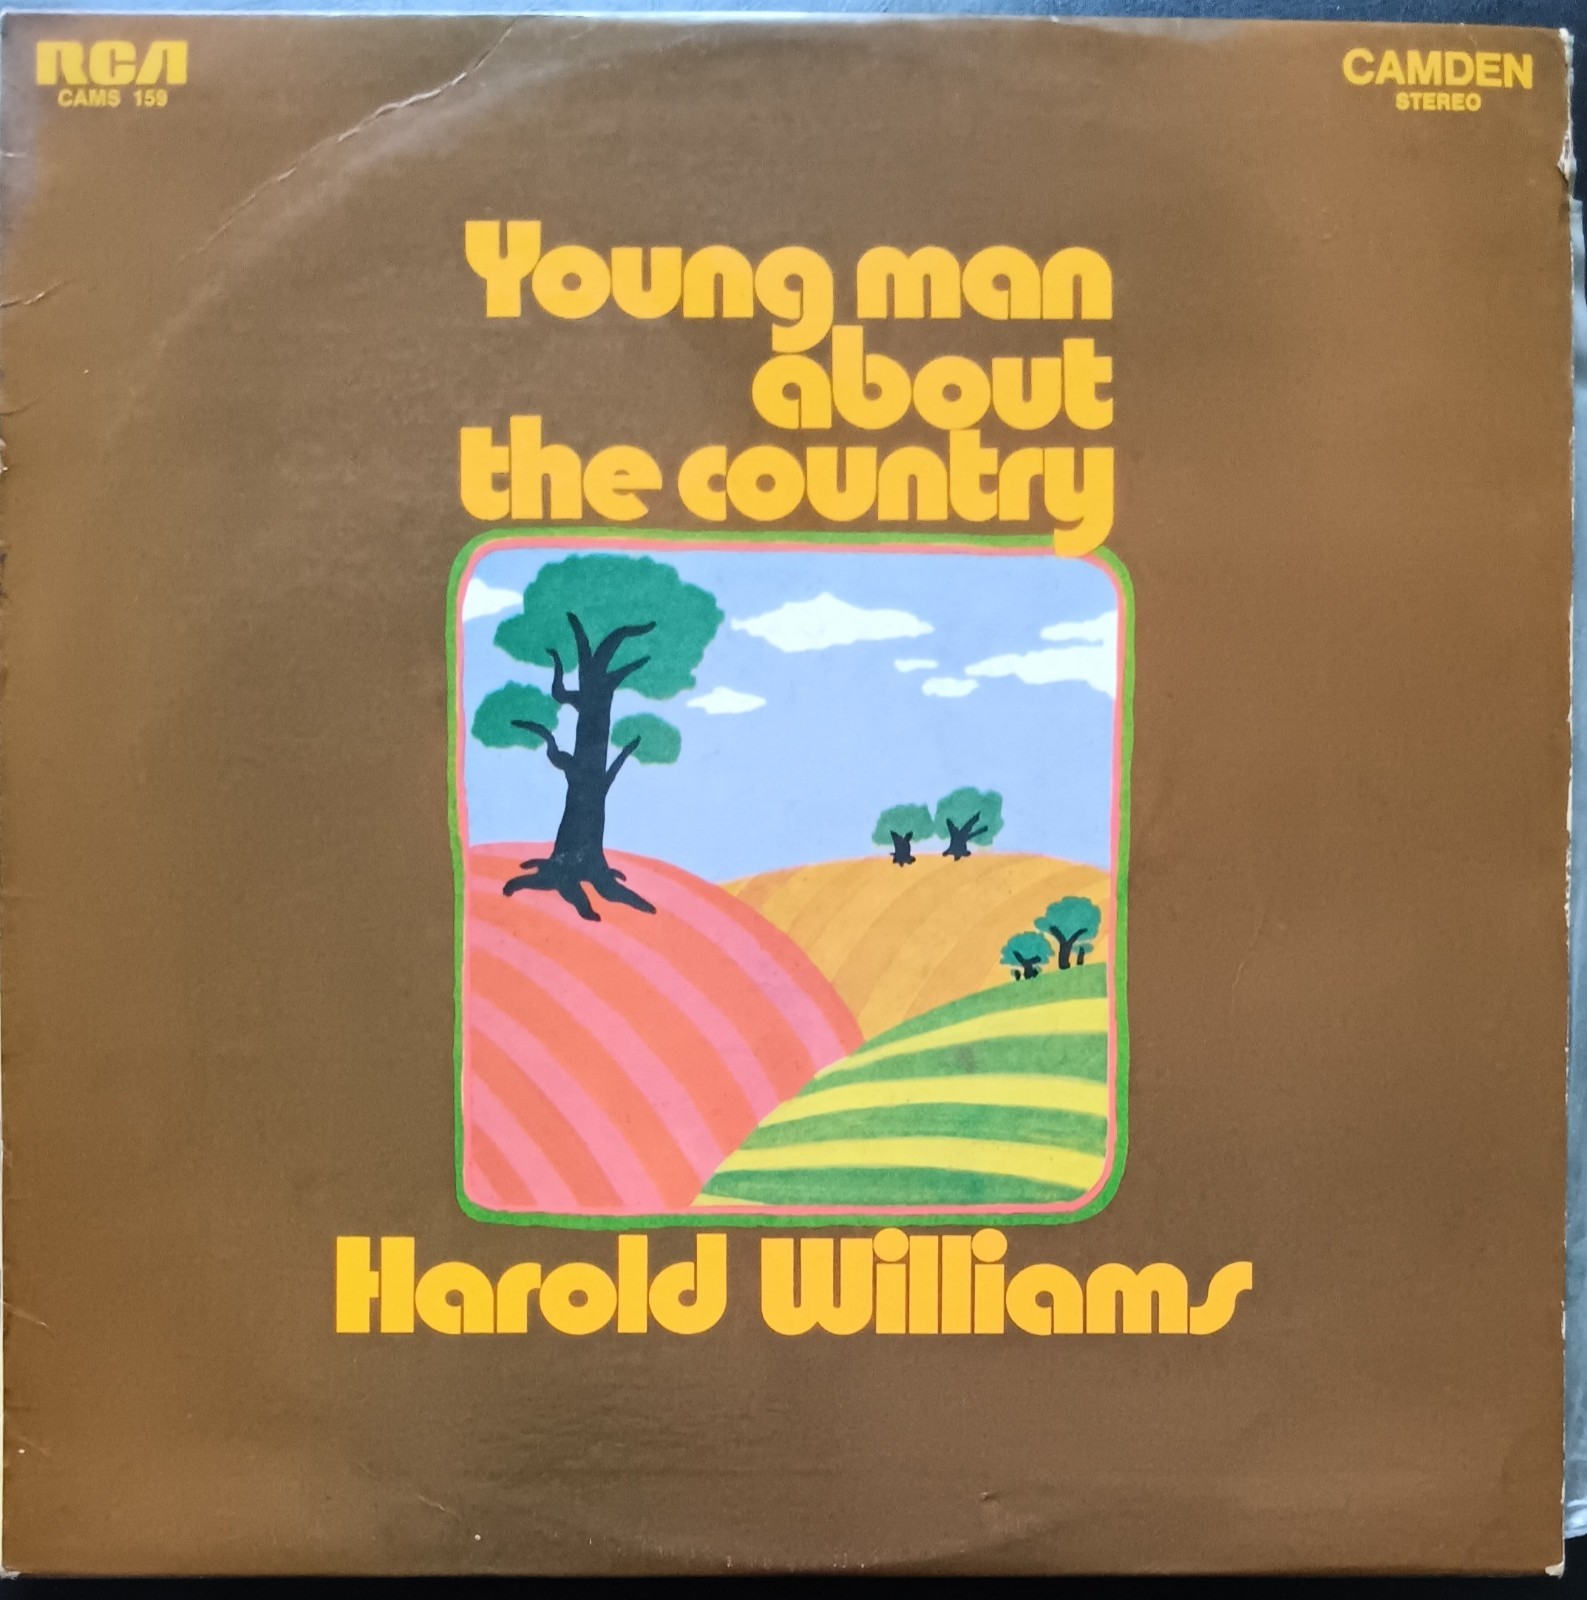 RCA
CAMS 159
CAMDEN
STEREO
Young man
about
the country
Harold Williams